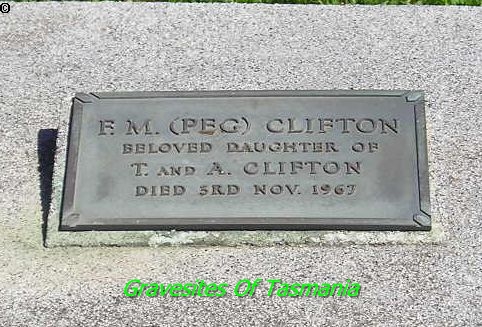 ©
F. M. (PEG) CLIFTON
BELOVED DAUGHTER OF
T. AND A. CLIFTON
DIED 3RD NOV. 1967
Gravesites Of Tasmania